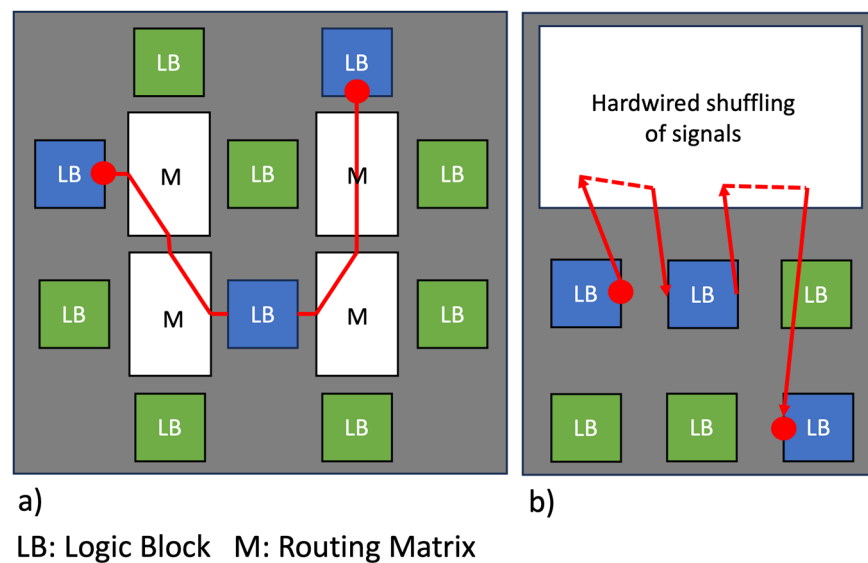 LB LB
LB M LB M LB
LB M LB M LB
LB LB
a)
Hardwired shuffling
of signals
LB LB LB
LB LB LB
b)
LB: Logic Block M: Routing Matrix